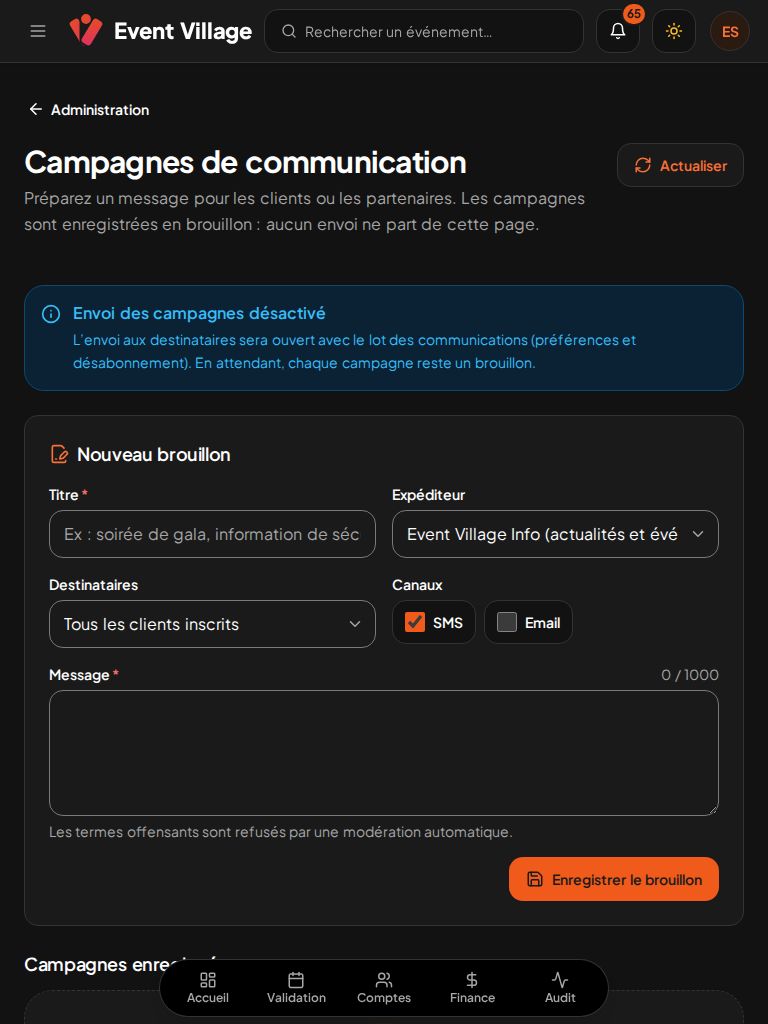 Event Village
Rechercher un événement...
65
ES
Administration
Campagnes de communication
Actualiser
Préparez un message pour les clients ou les partenaires. Les campagnes
sont enregistrées en brouillon : aucun envoi ne part de cette page.
Envoi des campagnes désactivé
L'envoi aux destinataires sera ouvert avec le lot des communications (préférences et
désabonnement). En attendant, chaque campagne reste un brouillon.
Nouveau brouillon
Titre *
Expéditeur
Ex : soirée de gala, information de séc
Event Village Info (actualités et évé
Destinataires
Canaux
Tous les clients inscrits
SMS
Email
Message *
0 / 1000
Les termes offensants sont refusés par une modération automatique.
Enregistrer le brouillon
Campagnes
Accueil
Validation
Comptes
Finance
Audit